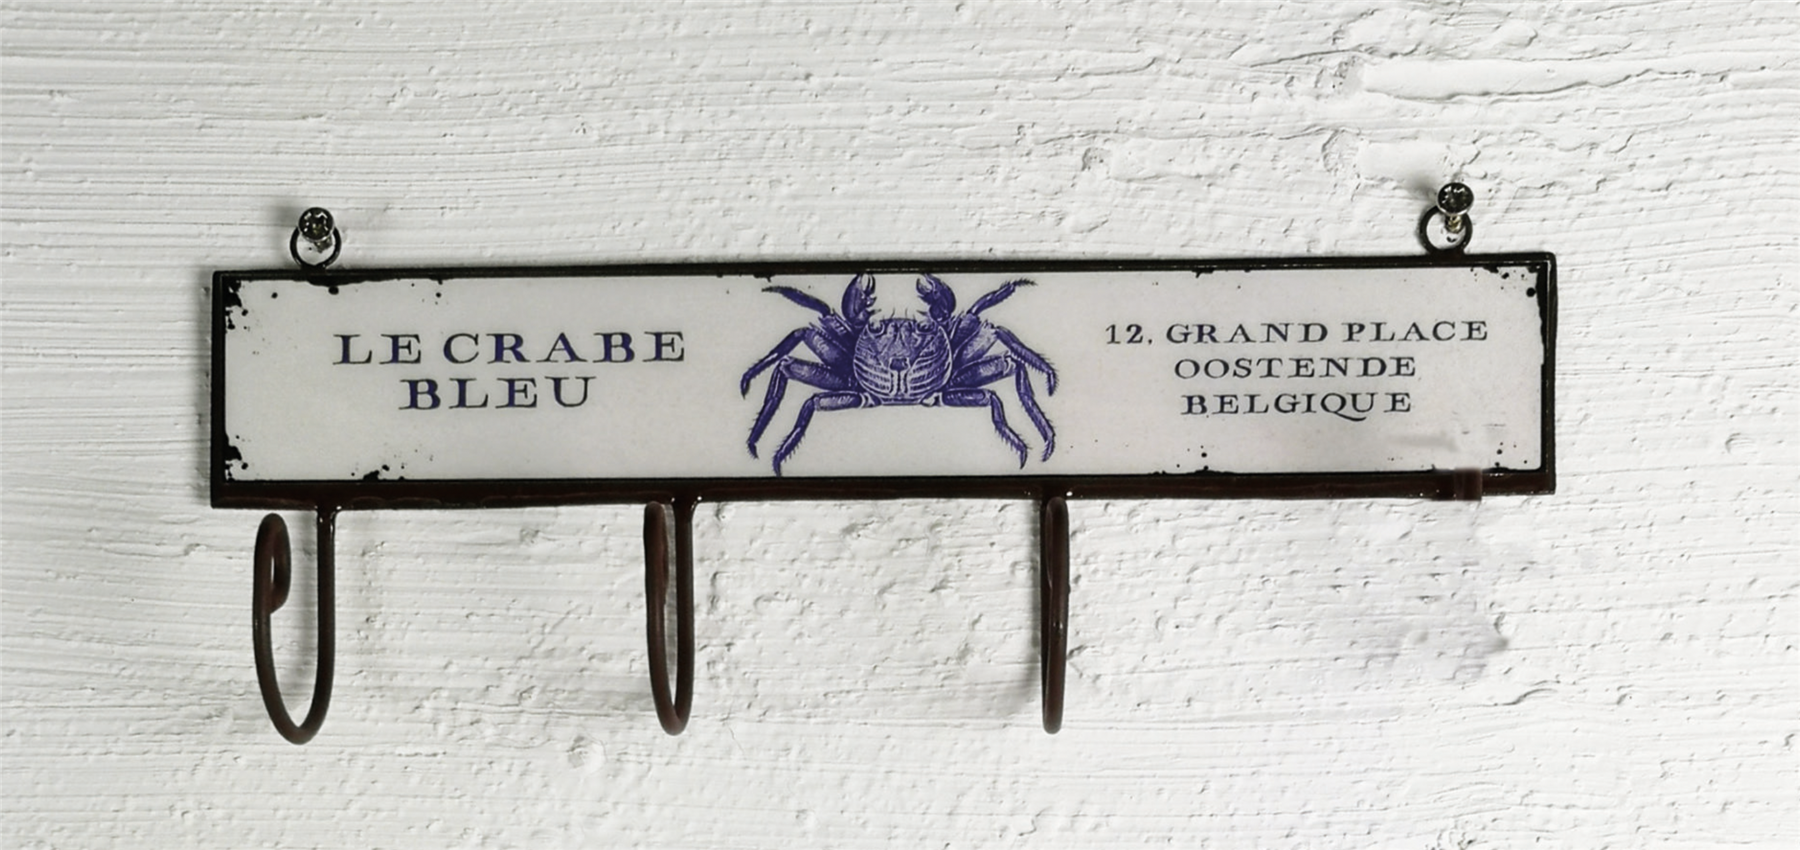 LE CRABE
BLEU
12, GRAND PLACE
OOSTENDE
BELGIQUE